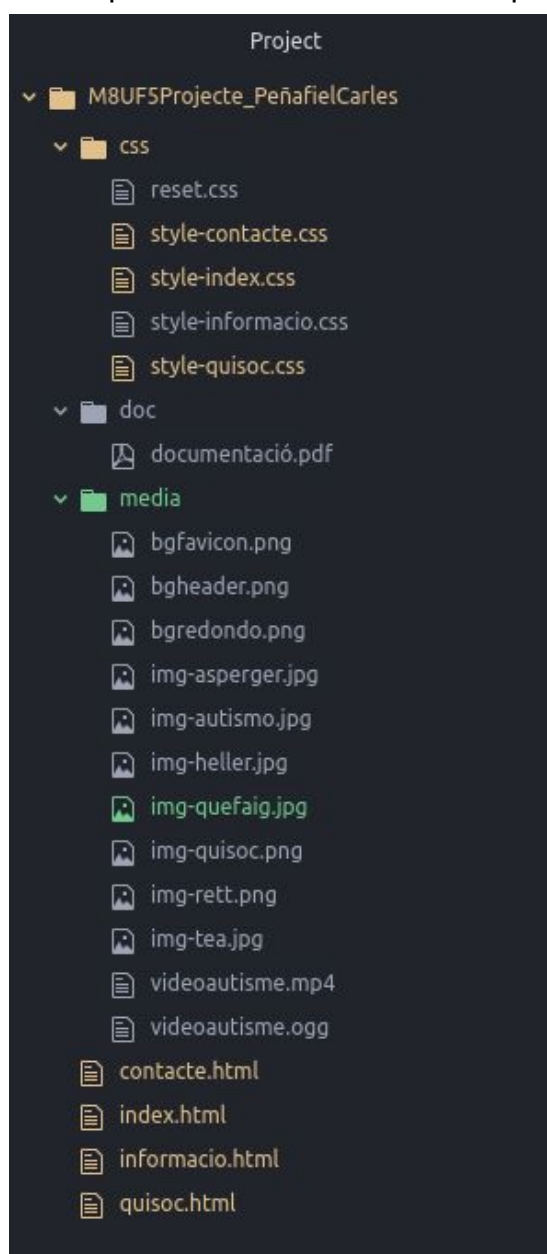 Project
M8UF5Projecte_PeñafielCarles
css
reset.css
style-contacte.css
style-index.css
style-informacio.css
style-quisoc.css
doc
documentació.pdf
media
bgfavicon.png
bgheader.png
bgredondo.png
img-asperger.jpg
img-autismo.jpg
img-heller.jpg
img-quefaig.jpg
img-quisoc.png
img-rett.png
img-tea.jpg
videoautisme.mp4
videoautisme.ogg
contacte.html
index.html
informacio.html
quisoc.html